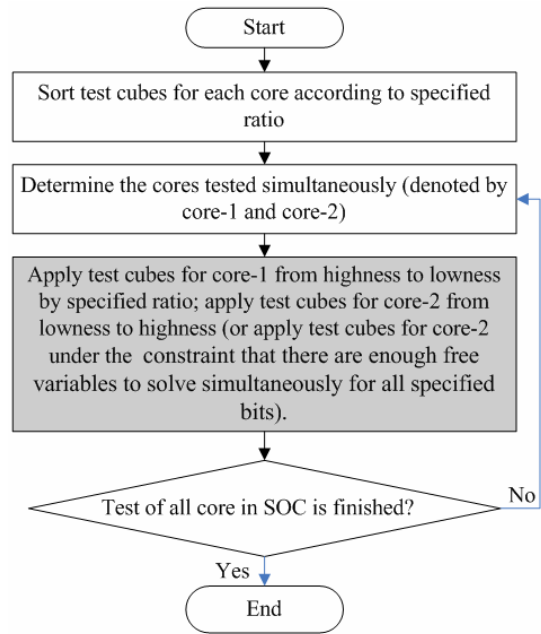 Start
Sort test cubes for each core according to specified
ratio
Determine the cores tested simultaneously (denoted by
core-1 and core-2)
Apply test cubes for core-1 from highness to lowness
by specified ratio; apply test cubes for core-2 from
lowness to highness (or apply test cubes for core-2
under the constraint that there are enough free
variables to solve simultaneously for all specified
bits).
Test of all core in SOC is finished?
No
Yes
End